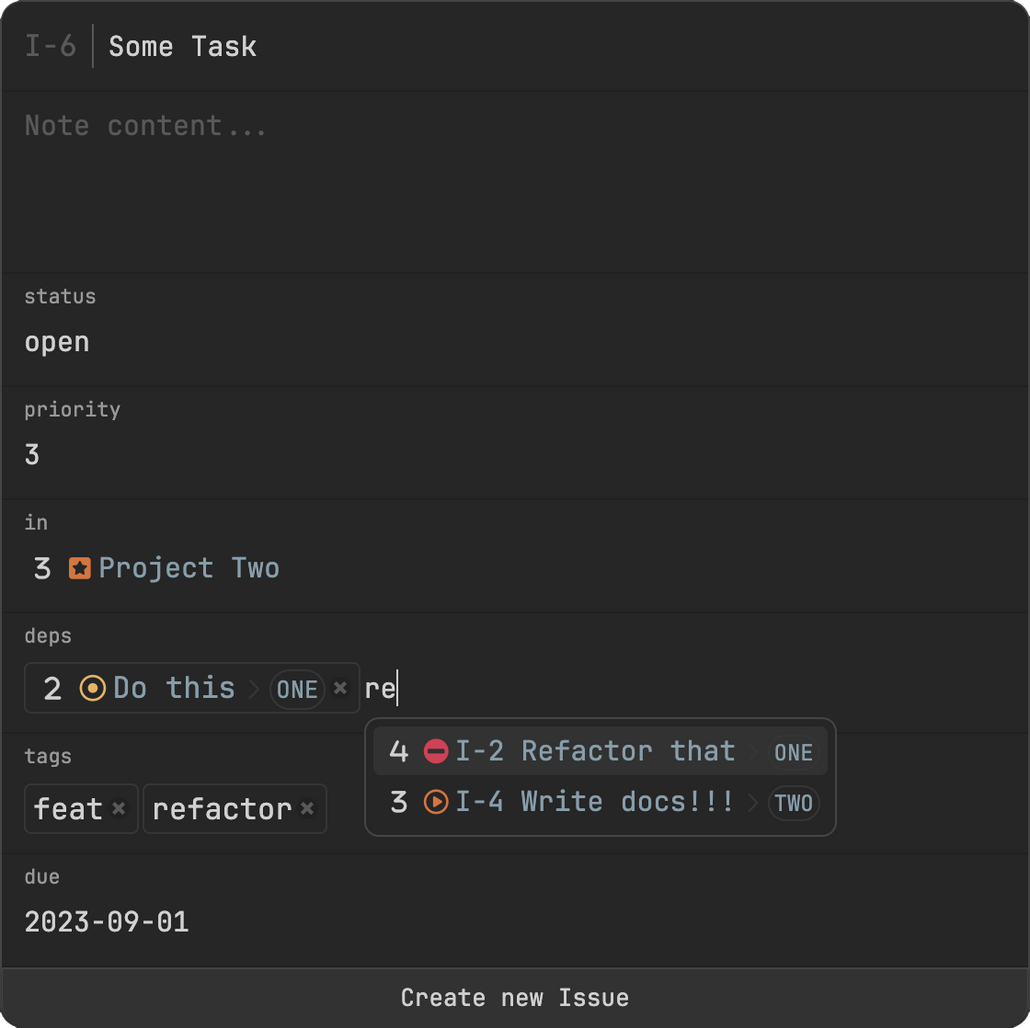 I-6 Some Task
Note content...
status
open
priority
3
in
3 Project Two
deps
2 Do this > ONE × re
4 I-2 Refactor that > ONE
3 I-4 Write docs!!! > TWO
tags
feat × refactor ×
due
2023-09-01
Create new Issue